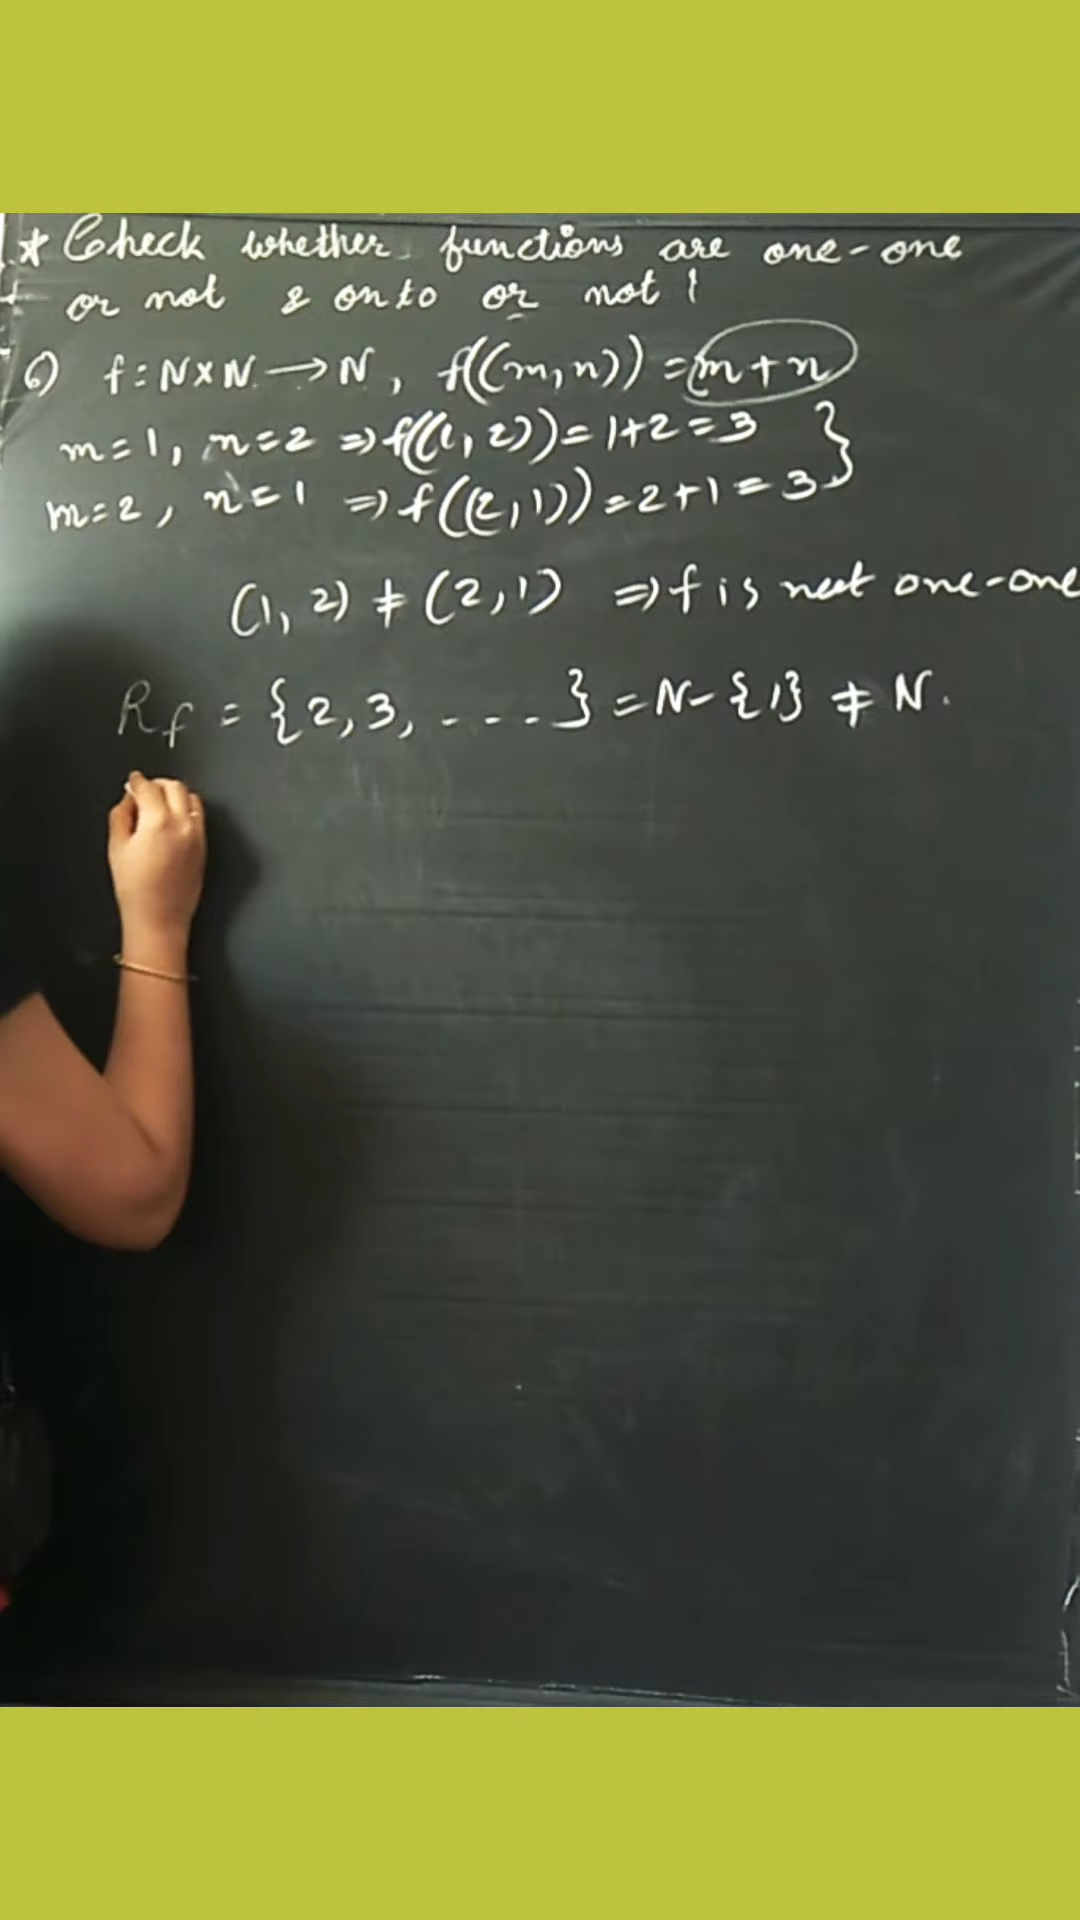 * Check whether functions are one-one
or not & onto or not !
6) f : N x N → N, f((m, n)) = m + n
m = 1, n = 2 ⇒ f((1, 2)) = 1 + 2 = 3 }
m = 2, n = 1 ⇒ f((2, 1)) = 2 + 1 = 3
(1, 2) ≠ (2, 1) ⇒ f is not one-one
Rf = {2, 3, ....} = N - {1} ≠ N.